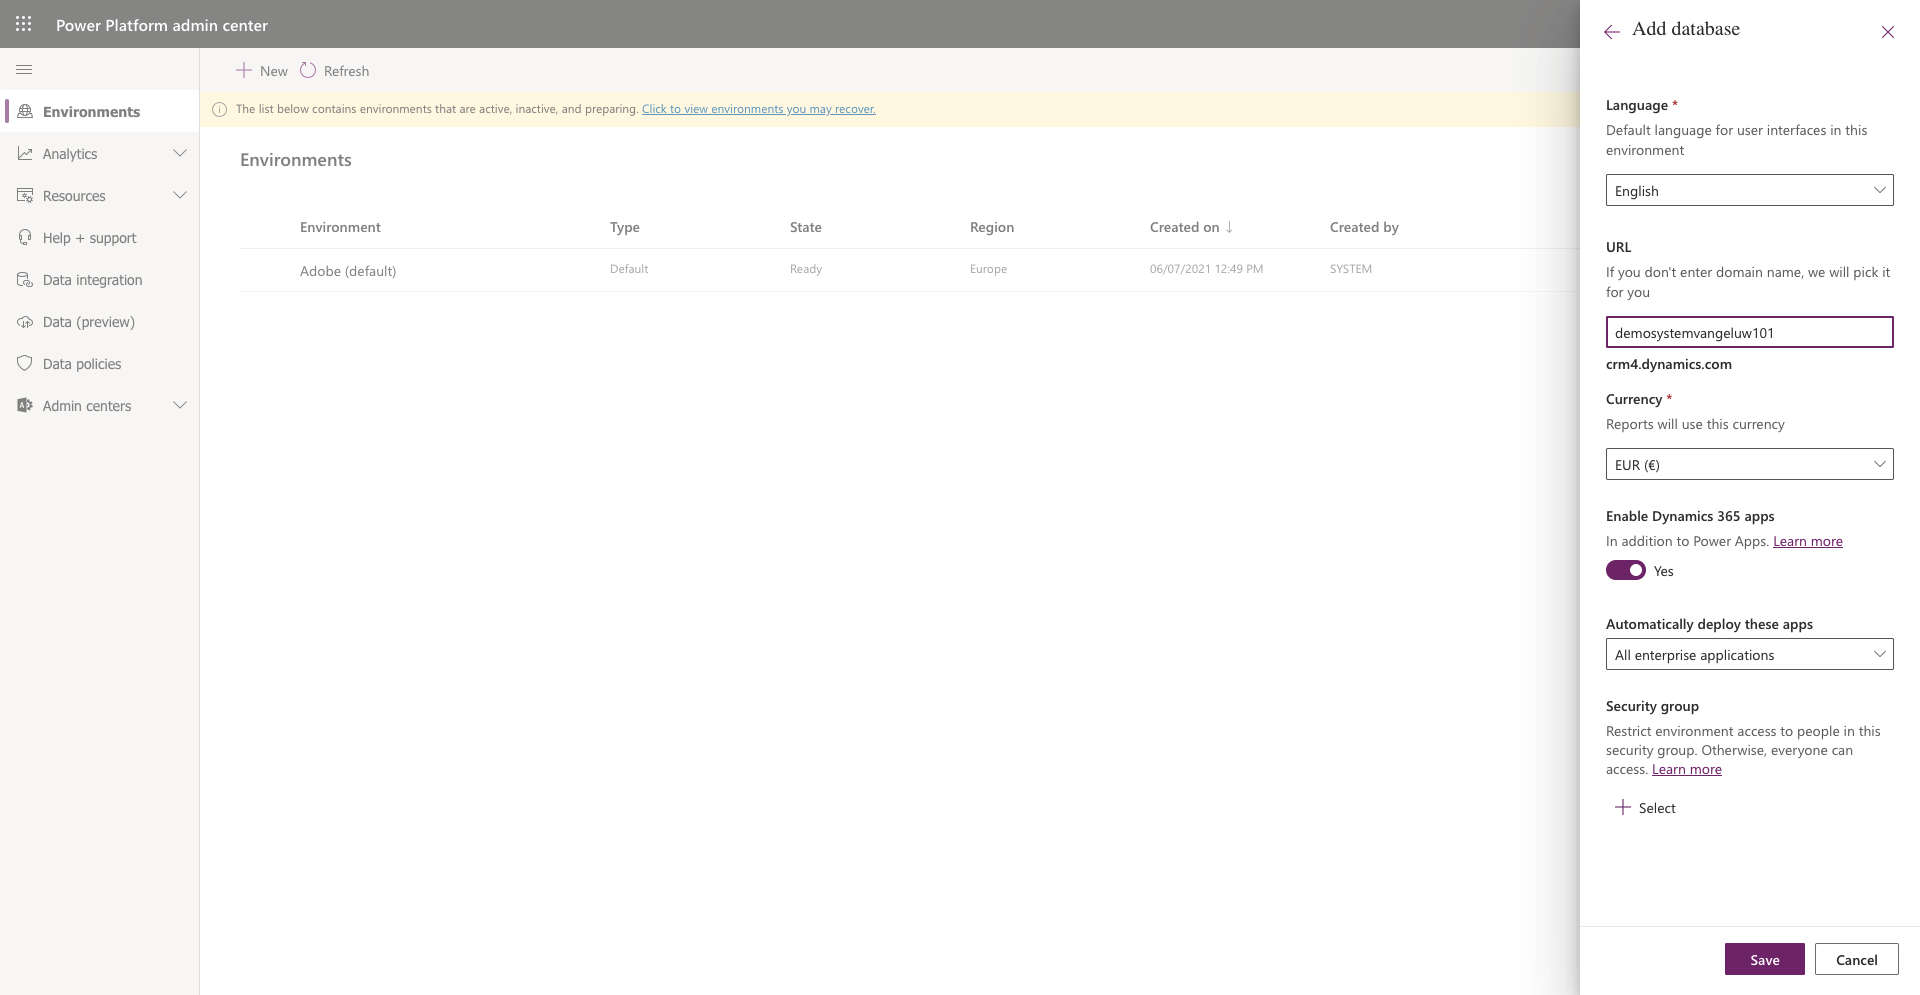 Power Platform admin center
New
Refresh
The list below contains environments that are active, inactive, and preparing. Click to view environments you may recover.
Environments
Analytics
Resources
Help + support
Data integration
Data (preview)
Data policies
Admin centers
Environments
Environment Type State Region Created on ↓ Created by
Adobe (default) Default Ready Europe 06/07/2021 12:49 PM SYSTEM
Add database
Language *
Default language for user interfaces in this
environment
English
URL
If you don't enter domain name, we will pick it
for you
demosystemvangeluw101
crm4.dynamics.com
Currency *
Reports will use this currency
EUR (€)
Enable Dynamics 365 apps
In addition to Power Apps. Learn more
Yes
Automatically deploy these apps
All enterprise applications
Security group
Restrict environment access to people in this
security group. Otherwise, everyone can
access. Learn more
Select
Save
Cancel